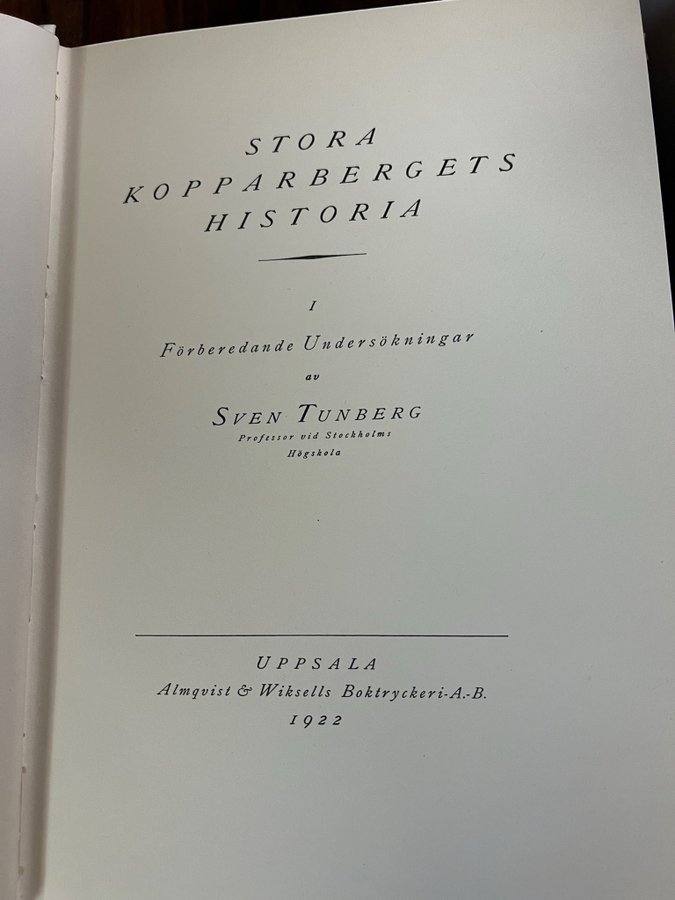 STORA
KOPPARBERGETS
HISTORIA
I
Förberedande Undersökningar
av
SVEN TUNBERG
Professor vid Stockholms
Högskola
UPPSALA
Almqvist & Wiksells Boktryckeri-A.-B.
1922